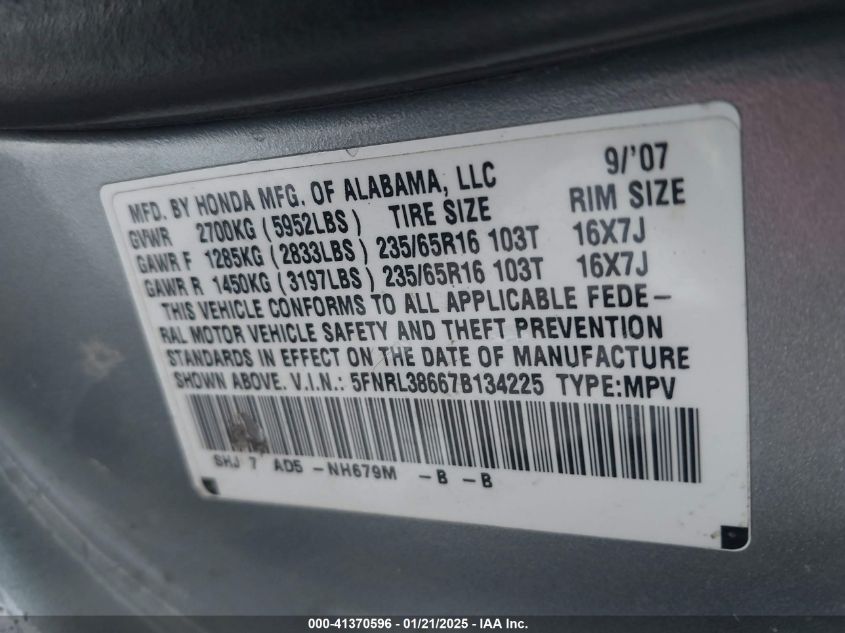 MFD. BY HONDA MFG. OF ALABAMA, LLC 9/'07
GVWR 2700KG (5952LBS) TIRE SIZE RIM SIZE
GAWR F 1285KG (2833LBS) 235/65R16 103T 16X7J
GAWR R 1450KG (3197LBS) 235/65R16 103T 16X7J
THIS VEHICLE CONFORMS TO ALL APPLICABLE FEDE-
RAL MOTOR VEHICLE SAFETY AND THEFT PREVENTION
STANDARDS IN EFFECT ON THE DATE OF MANUFACTURE
SHOWN ABOVE. V.I.N.: 5FNRL38667B134225 TYPE:MPV
SHJ 7 AD5 -NH679M -B -B
000-41370596 - 01/21/2025 - IAA Inc.